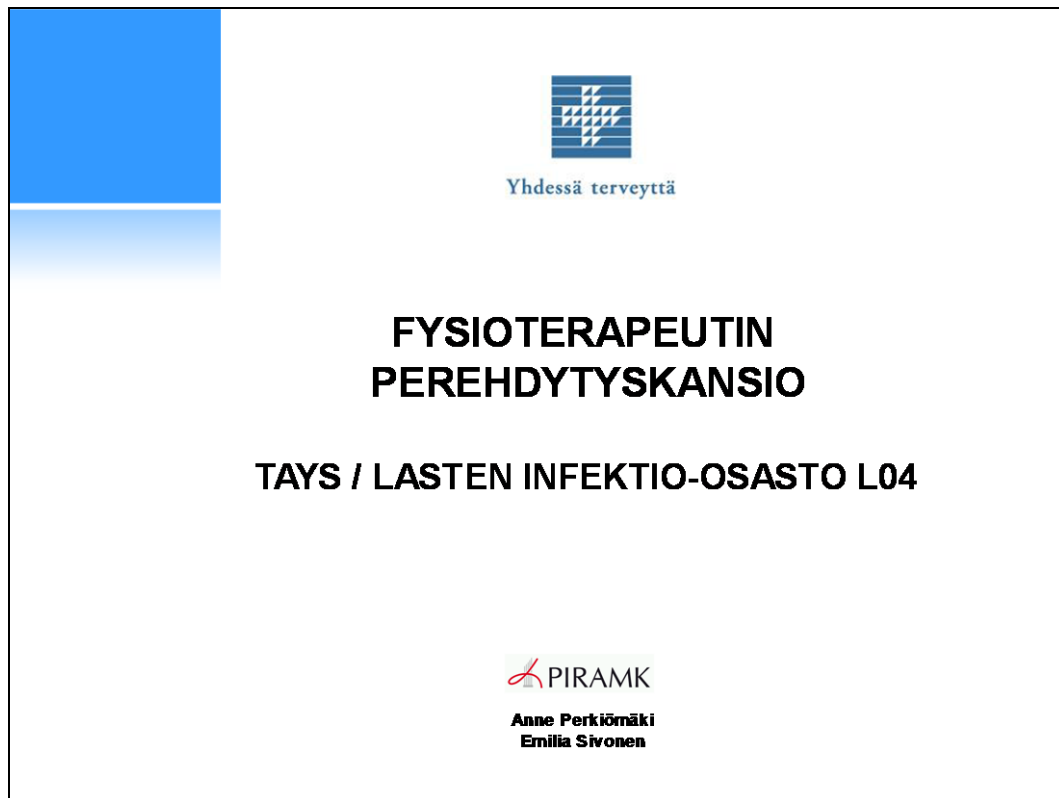 Yhdessä terveyttä
FYSIOTERAPEUTIN
PEREHDYTYSKANSIO
TAYS / LASTEN INFEKTIO-OSASTO L04
PIRAMK
Anne Perkiömäki
Emilia Sivonen